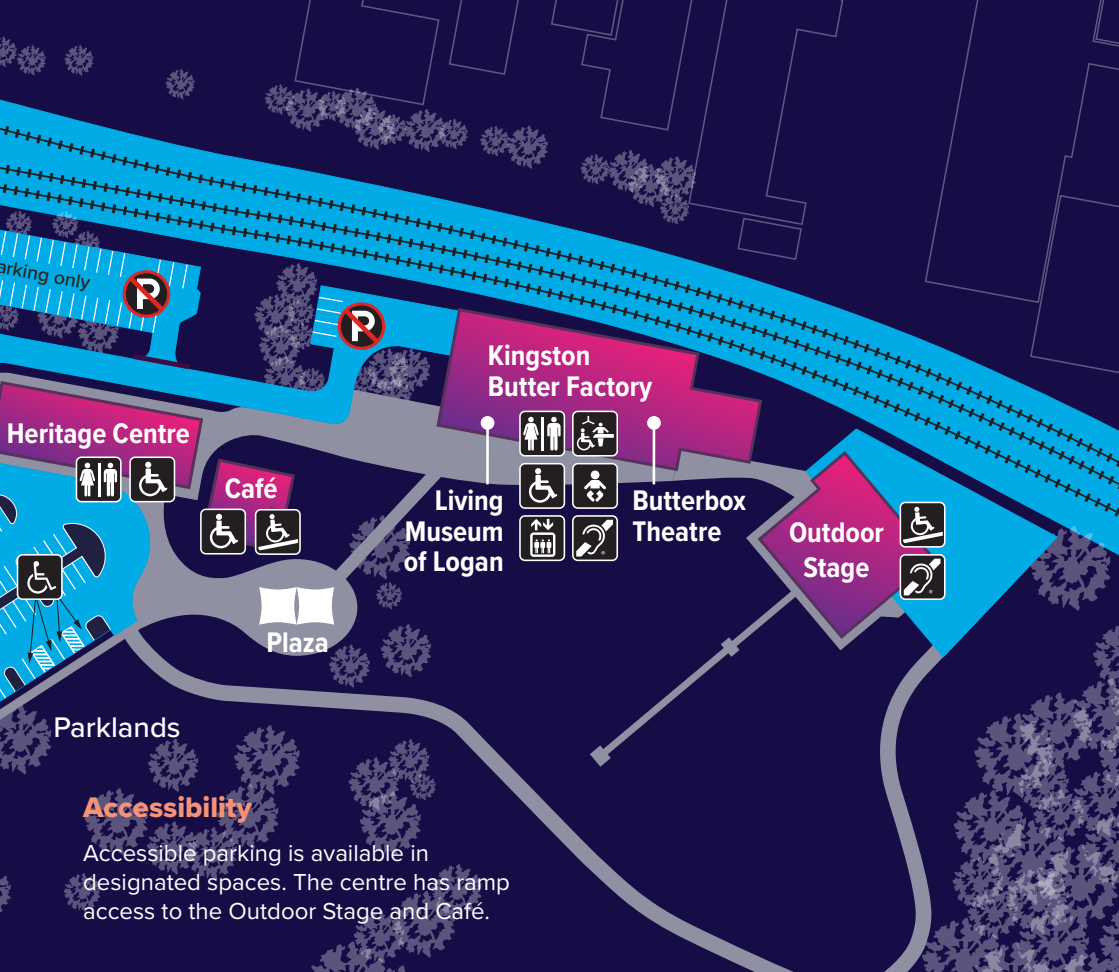 arking only
P
P
Kingston
Butter Factory
Heritage Centre
Café
Living
Museum
of Logan
Butterbox
Theatre
Outdoor
Stage
Plaza
Parklands
Accessibility
Accessible parking is available in
designated spaces. The centre has ramp
access to the Outdoor Stage and Café.